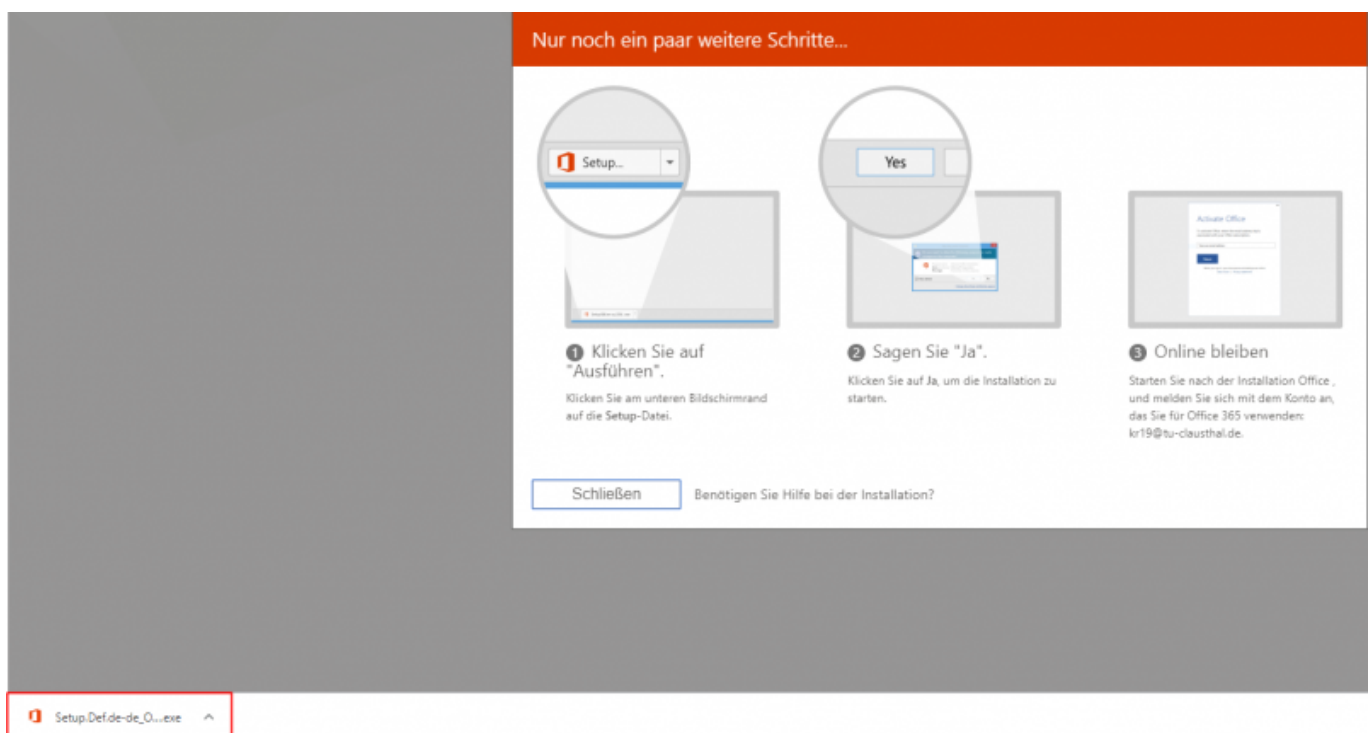 Nur noch ein paar weitere Schritte...
Setup...
Yes
Activate Office
1 Klicken Sie auf
"Ausführen".
Klicken Sie am unteren Bildschirmrand
auf die Setup-Datei.
2 Sagen Sie "Ja".
Klicken Sie auf Ja, um die Installation zu
starten.
3 Online bleiben
Starten Sie nach der Installation Office ,
und melden Sie sich mit dem Konto an,
das Sie für Office 365 verwenden:
kr19@tu-clausthal.de.
Schließen
Benötigen Sie Hilfe bei der Installation?
Setup.Def.de-de_O....exe